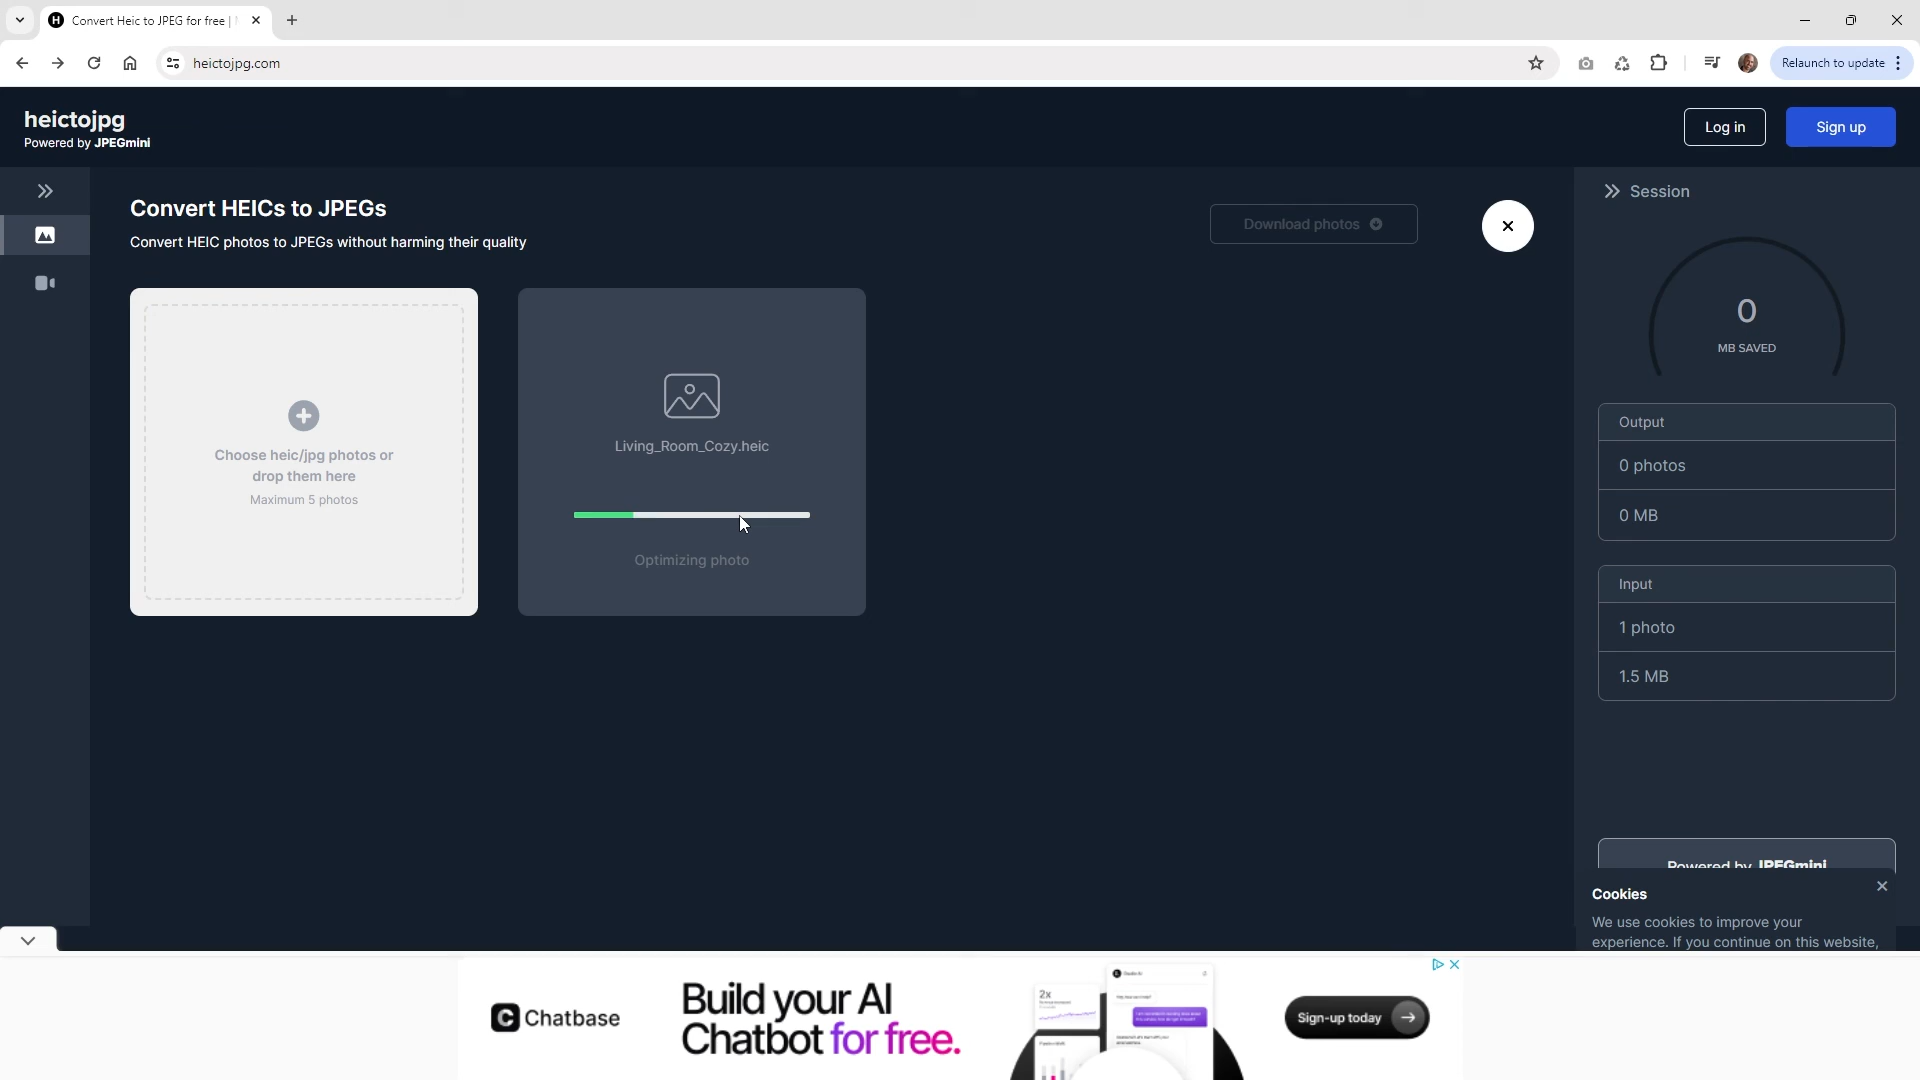 Convert Heic to JPEG for free |
heictojpg.com
Relaunch to update
heictojpg
Powered by JPEGmini
Log in
Sign up
Convert HEICs to JPEGs
Convert HEIC photos to JPEGs without harming their quality
Download photos
Session
Choose heic/jpg photos or
drop them here
Maximum 5 photos
Living_Room_Cozy.heic
Optimizing photo
0
MB SAVED
Output
0 photos
0 MB
Input
1 photo
1.5 MB
Powered by JPEGmini
Cookies
We use cookies to improve your
experience. If you continue on this website,
Chatbase
Build your AI
Chatbot for free.
2x
Sign-up today